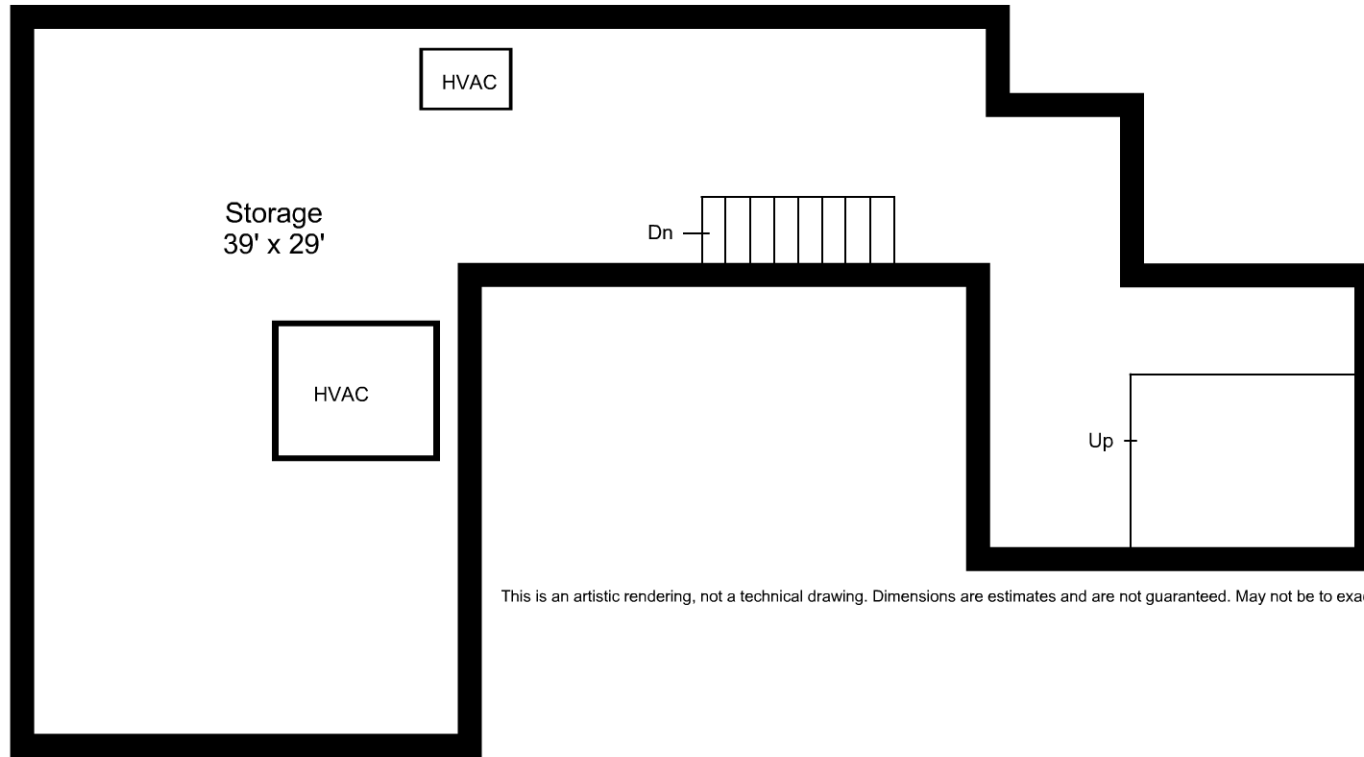 HVAC
Storage
39' x 29'
Dn
HVAC
Up
This is an artistic rendering, not a technical drawing. Dimensions are estimates and are not guaranteed. May not be to